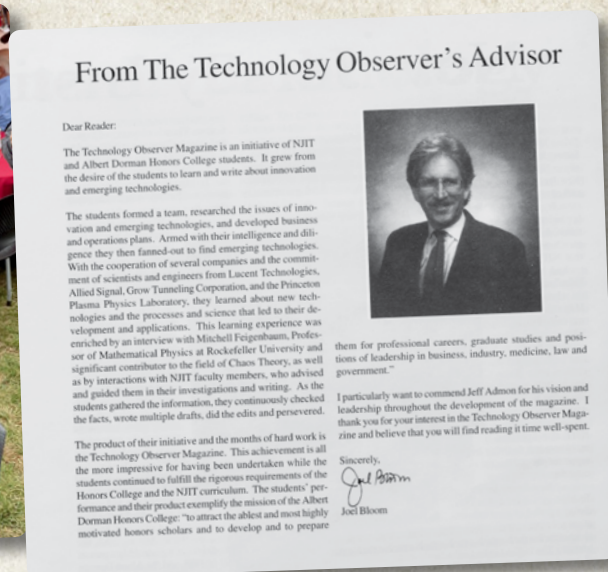 From The Technology Observer's Advisor
Dear Reader:
The Technology Observer Magazine is an initiative of NJIT
and Albert Dorman Honors College students. It grew from
the desire of the students to learn and write about innovation
and emerging technologies.
The students formed a team, researched the issues of inno-
vation and emerging technologies, and developed business
and operations plans. Armed with their intelligence and dili-
gence they then fanned-out to find emerging technologies.
With the cooperation of several companies and the commit-
ment of scientists and engineers from Lucent Technologies,
Allied Signal, Grow Tunneling Corporation, and the Princeton
Plasma Physics Laboratory, they learned about new tech-
nologies and the processes and science that led to their de-
velopment and applications. This learning experience was
enriched by an interview with Mitchell Feigenbaum, Profes-
sor of Mathematical Physics at Rockefeller University and
significant contributor to the field of Chaos Theory, as well
as by interactions with NJIT faculty members, who advised
and guided them in their investigations and writing. As the
students gathered the information, they continuously checked
the facts, wrote multiple drafts, did the edits and persevered.
The product of their initiative and the months of hard work is
the Technology Observer Magazine. This achievement is all
the more impressive for having been undertaken while the
students continued to fulfill the rigorous requirements of the
Honors College and the NJIT curriculum. The students' per-
formance and their product exemplify the mission of the Albert
Dorman Honors College: "to attract the ablest and most highly
motivated honors scholars and to develop and to prepare
them for professional careers, graduate studies and posi-
tions of leadership in business, industry, medicine, law and
government."
I particularly want to commend Jeff Admon for his vision and
leadership throughout the development of the magazine. I
thank you for your interest in the Technology Observer Maga-
zine and believe that you will find reading it time well-spent.
Sincerely,
Joel Bloom
Joel Bloom